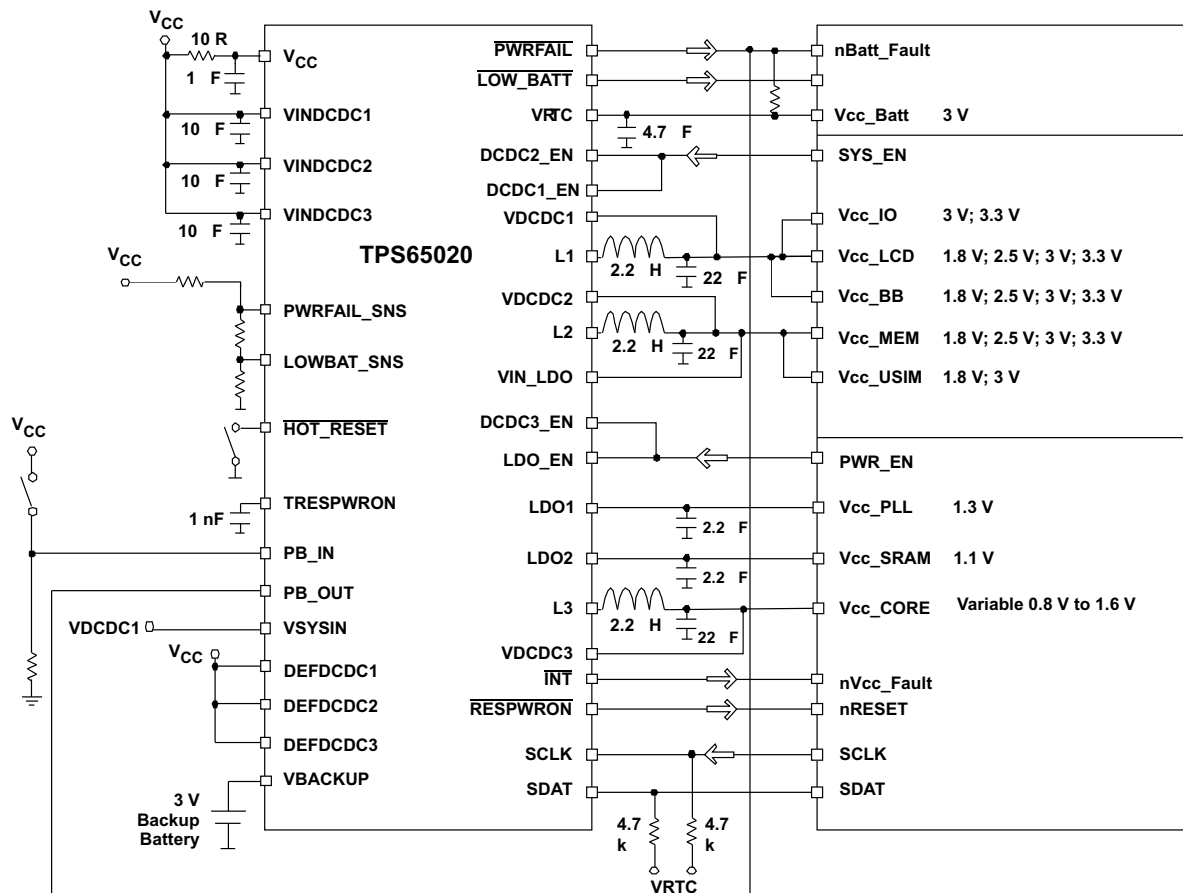 VCC
10 R
1 F
VCC
10 F
VINDCDC1
10 F
VINDCDC2
10 F
VINDCDC3
TPS65020
VCC
PWRFAIL_SNS
LOWBAT_SNS
VCC
HOT_RESET
1 nF
TRESPWRON
PB_IN
PB_OUT
VDCDC1
VSYSIN
VCC
DEFDCDC1
DEFDCDC2
DEFDCDC3
VBACKUP
3 V
Backup
Battery
PWRFAIL
LOW_BATT
VRTC
4.7 F
DCDC2_EN
DCDC1_EN
VDCDC1
L1
2.2 H
22 F
VDCDC2
L2
2.2 H
22 F
VIN_LDO
DCDC3_EN
LDO_EN
LDO1
2.2 F
LDO2
2.2 F
L3
2.2 H
22 F
VDCDC3
INT
RESPWRON
SCLK
SDAT
4.7
k
4.7
k
VRTC
nBatt_Fault
Vcc_Batt 3 V
SYS_EN
Vcc_IO 3 V; 3.3 V
Vcc_LCD 1.8 V; 2.5 V; 3 V; 3.3 V
Vcc_BB 1.8 V; 2.5 V; 3 V; 3.3 V
Vcc_MEM 1.8 V; 2.5 V; 3 V; 3.3 V
Vcc_USIM 1.8 V; 3 V
PWR_EN
Vcc_PLL 1.3 V
Vcc_SRAM 1.1 V
Vcc_CORE Variable 0.8 V to 1.6 V
nVcc_Fault
nRESET
SCLK
SDAT